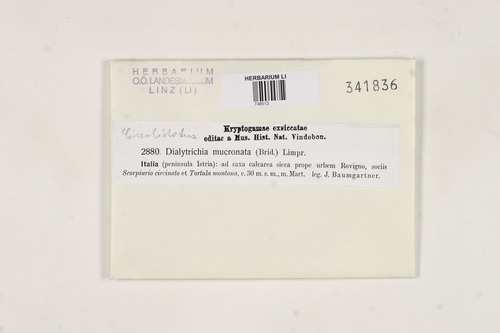 HERBARIUM
O.Ö. LANDESMUSEUM
LINZ (LI)
HERBARIUM LI
341836
Cinclidotus
Kryptogamae exsiccatae
editae a Mus. Hist. Nat. Vindobon.
2880. Dialytrichia mucronata (Brid.) Limpr.
Italia (peninsula Istria): ad saxa calcarea sicca prope urbem Rovigno, sociis
Scorpiurio circinato et Tortula montana, c. 30 m. s. m., m. Mart. leg. J. Baumgartner.